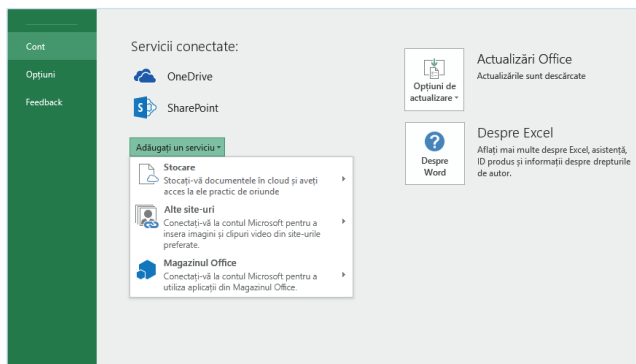 Cont
Opțiuni
Feedback
Servicii conectate:
OneDrive
SharePoint
Adăugați un serviciu
Stocare
Stocați-vă documentele în cloud și aveți
acces la ele practic de oriunde
Alte site-uri
Conectați-vă la contul Microsoft pentru a
insera imagini și clipuri video din site-urile
preferate.
Magazinul Office
Conectați-vă la contul Microsoft pentru a
utiliza aplicații din Magazinul Office.
Opțiuni de
actualizare
Actualizări Office
Actualizările sunt descărcate
Despre
Word
Despre Excel
Aflați mai multe despre Excel, asistență,
ID produs și informații despre drepturile
de autor.